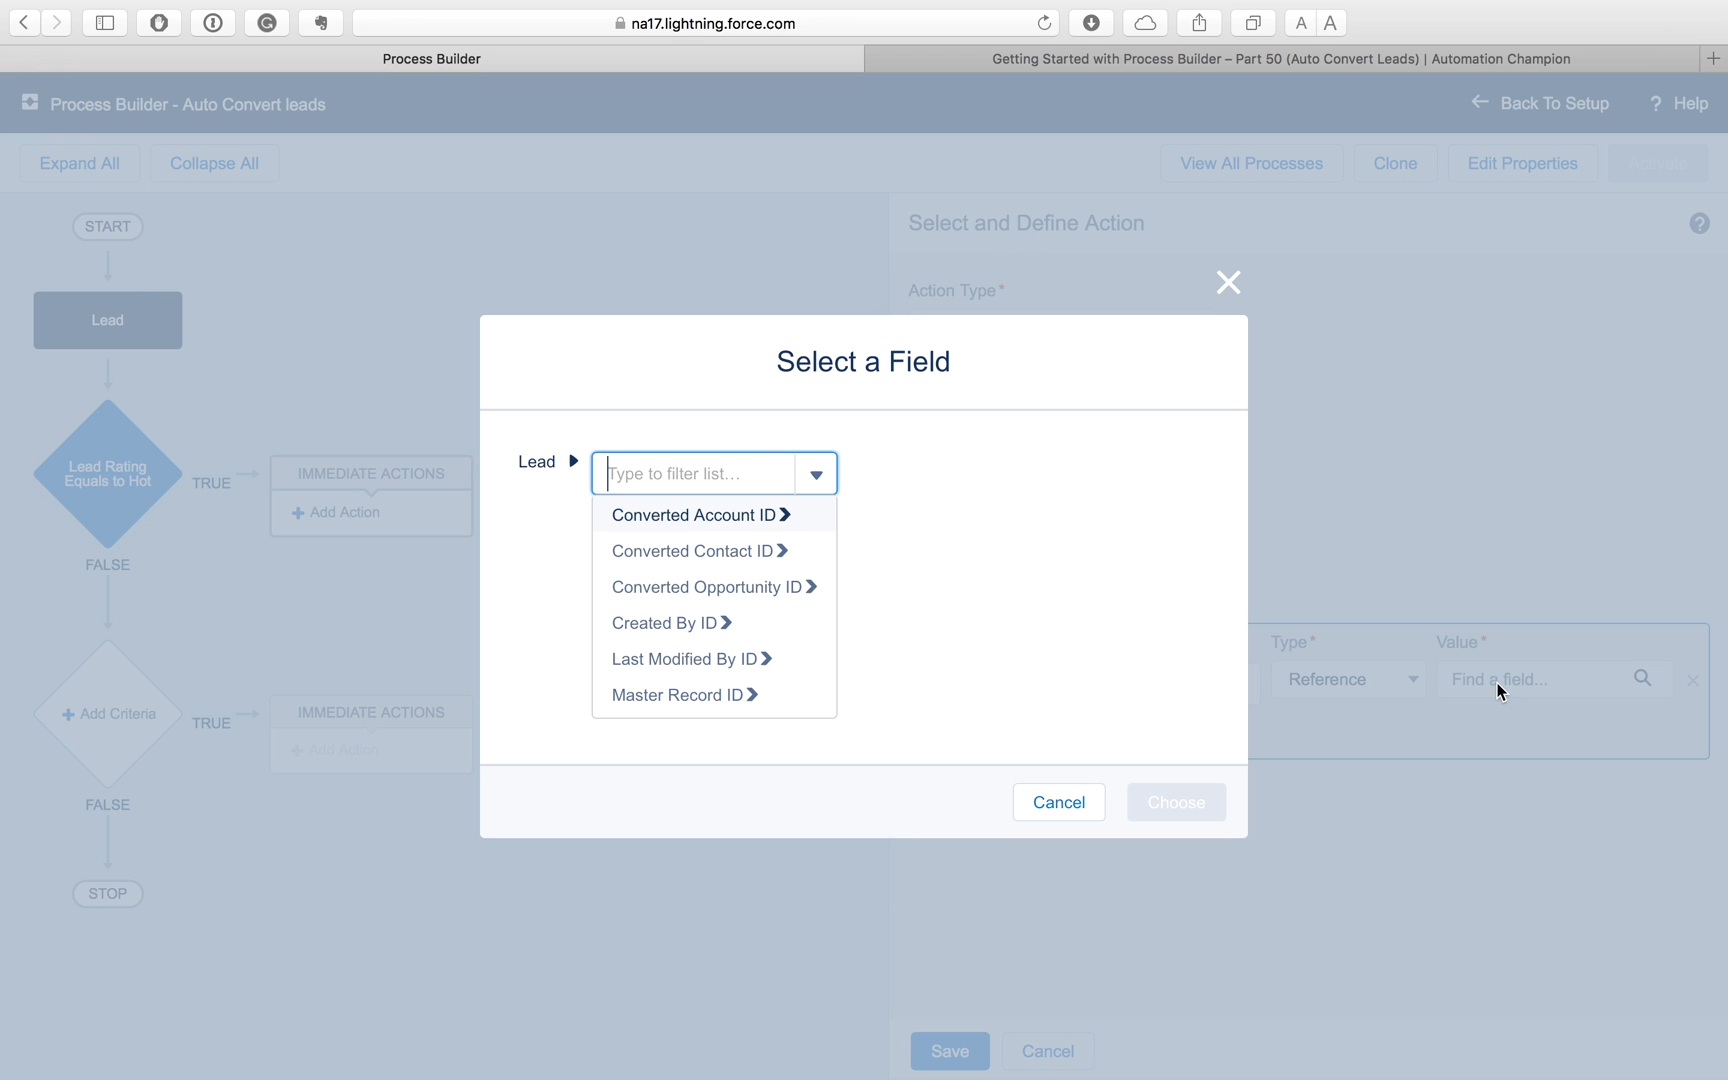 na17.lightning.force.com
A A
Process Builder
Getting Started with Process Builder – Part 50 (Auto Convert Leads) | Automation Champion
Process Builder - Auto Convert leads
Back To Setup
? Help
Expand All
Collapse All
View All Processes
Clone
Edit Properties
Activate
START
Select and Define Action
?
Action Type*
Lead
Select a Field
Lead
Type to filter list...
Lead Rating
Equals to Hot
TRUE
IMMEDIATE ACTIONS
+ Add Action
FALSE
Converted Account ID
Converted Contact ID
Converted Opportunity ID
Created By ID
Last Modified By ID
Master Record ID
Type*
Value*
Reference
Find a field...
+ Add Criteria
TRUE
IMMEDIATE ACTIONS
+ Add Action
FALSE
Cancel
Choose
STOP
Save
Cancel